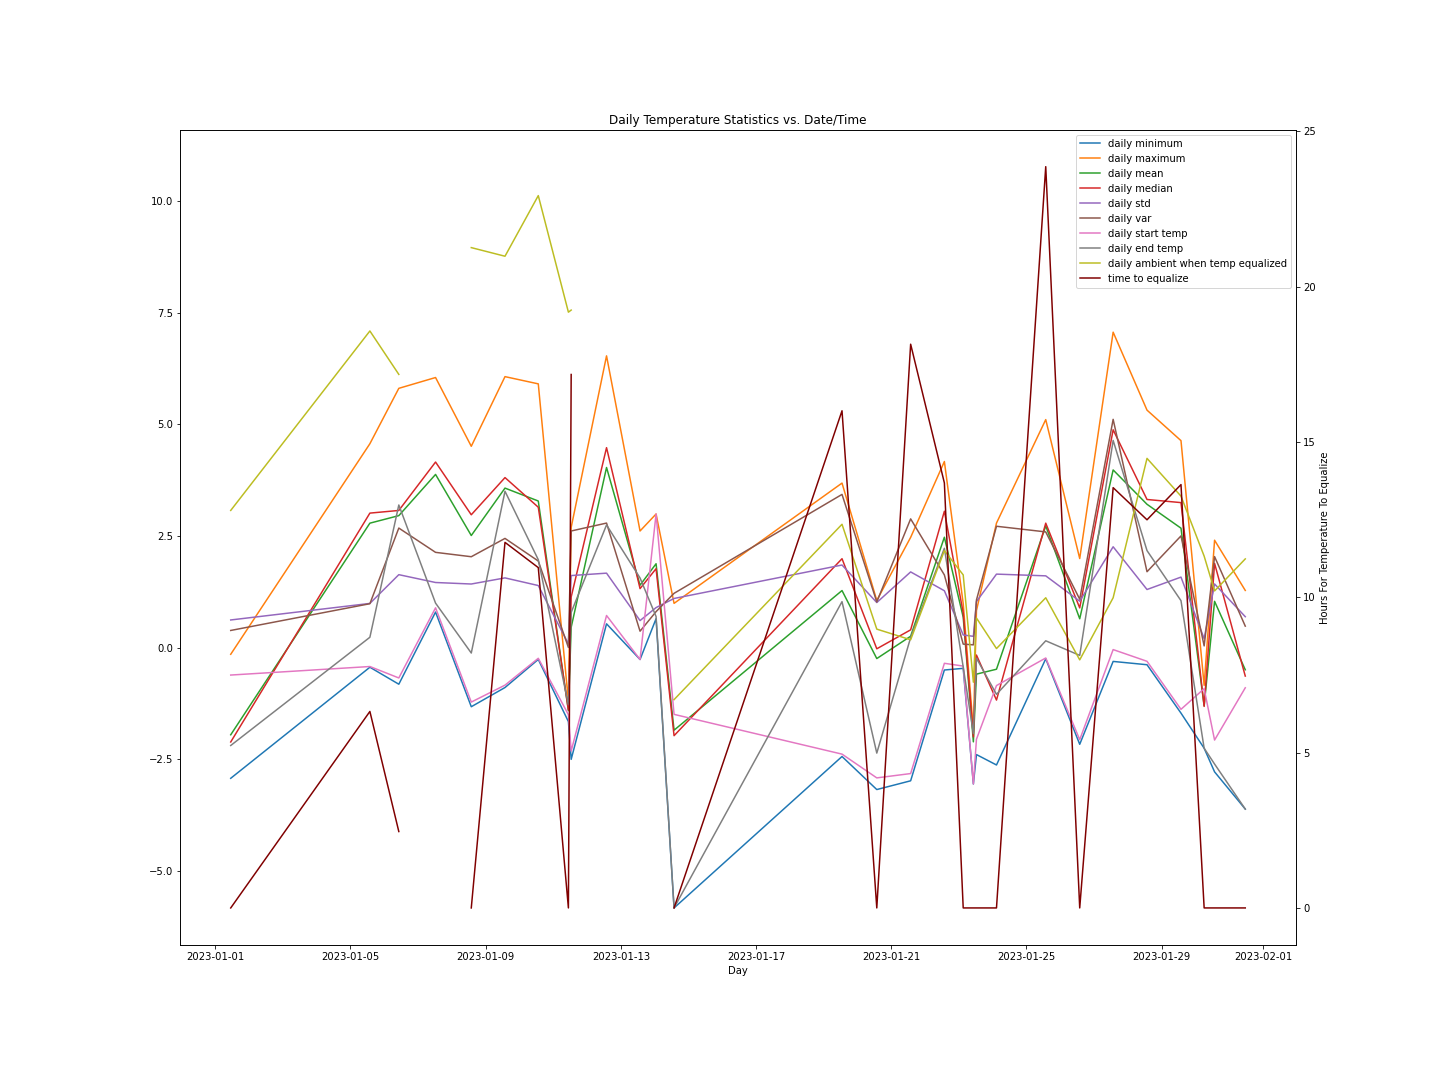 Daily Temperature Statistics vs. Date/Time
daily minimum
daily maximum
daily mean
daily median
daily std
daily var
daily start temp
daily end temp
daily ambient when temp equalized
time to equalize
10.0
7.5
5.0
2.5
0.0
−2.5
−5.0
25
20
15
10
5
0
Hours For Temperature To Equalize
2023-01-01 2023-01-05 2023-01-09 2023-01-13 2023-01-17 2023-01-21 2023-01-25 2023-01-29 2023-02-01
Day